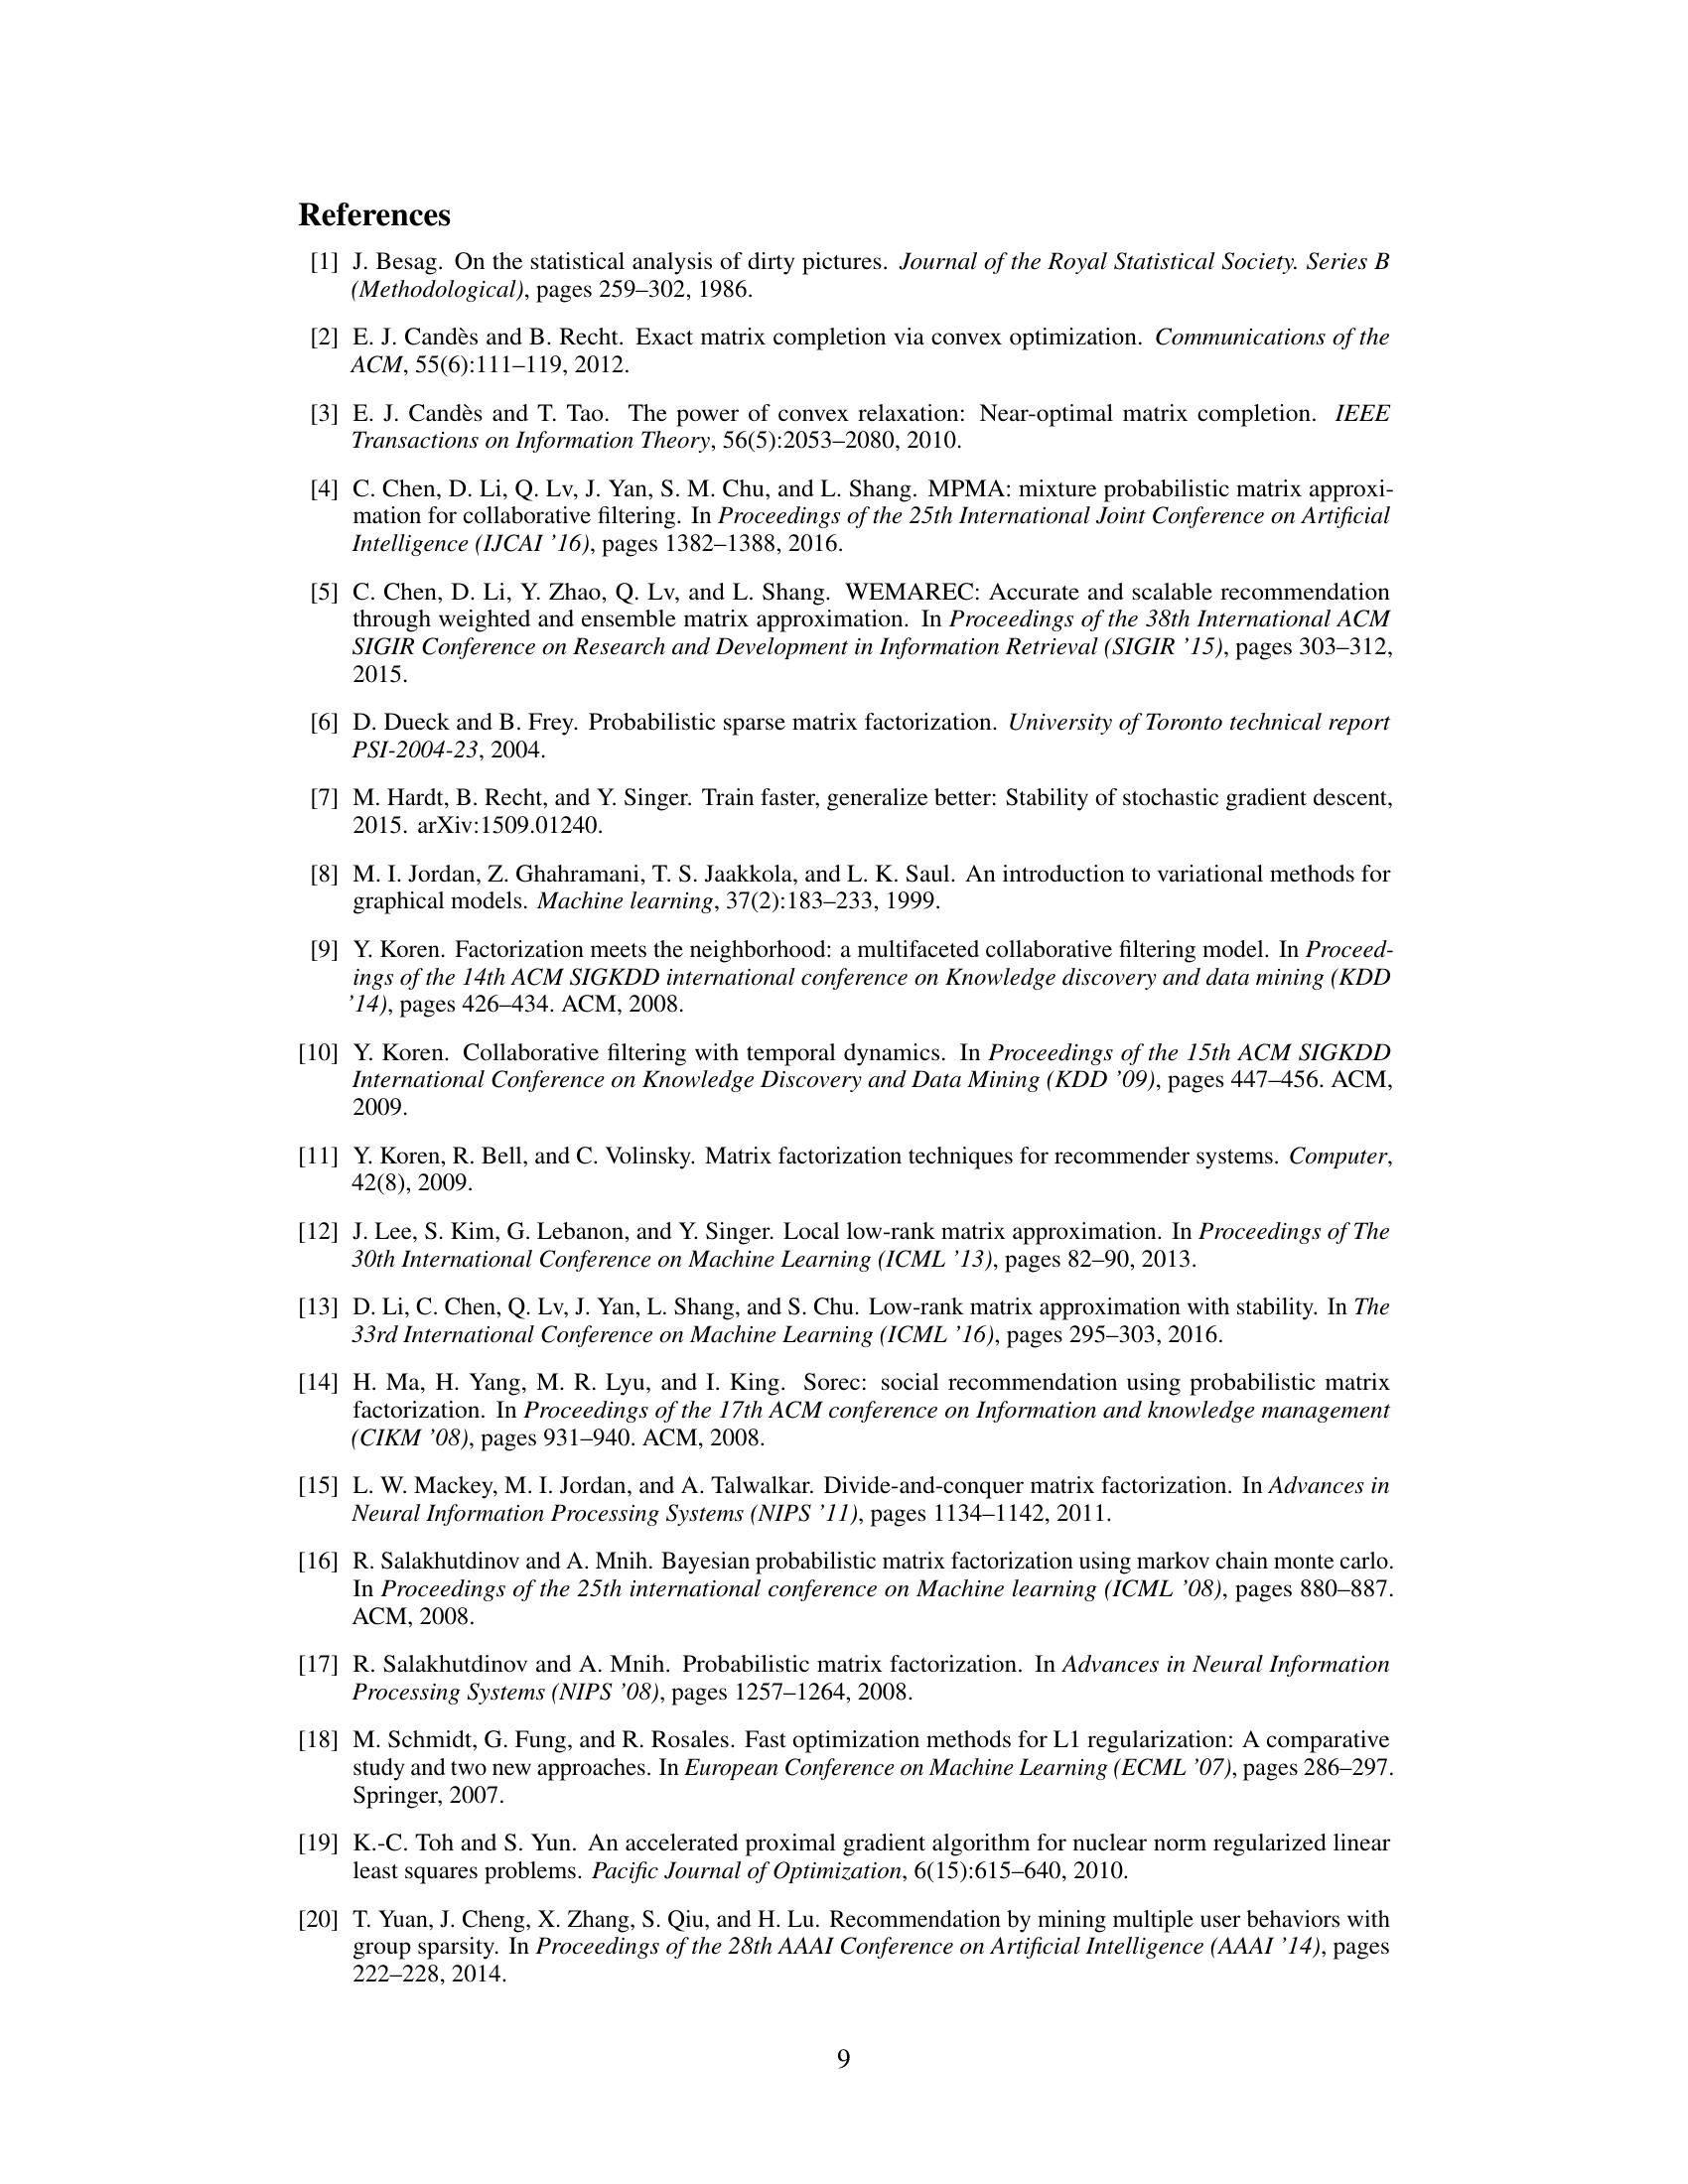 References
[1] J. Besag. On the statistical analysis of dirty pictures. Journal of the Royal Statistical Society. Series B
(Methodological), pages 259–302, 1986.
[2] E. J. Candès and B. Recht. Exact matrix completion via convex optimization. Communications of the
ACM, 55(6):111–119, 2012.
[3] E. J. Candès and T. Tao. The power of convex relaxation: Near-optimal matrix completion. IEEE
Transactions on Information Theory, 56(5):2053–2080, 2010.
[4] C. Chen, D. Li, Q. Lv, J. Yan, S. M. Chu, and L. Shang. MPMA: mixture probabilistic matrix approxi-
mation for collaborative filtering. In Proceedings of the 25th International Joint Conference on Artificial
Intelligence (IJCAI ’16), pages 1382–1388, 2016.
[5] C. Chen, D. Li, Y. Zhao, Q. Lv, and L. Shang. WEMAREC: Accurate and scalable recommendation
through weighted and ensemble matrix approximation. In Proceedings of the 38th International ACM
SIGIR Conference on Research and Development in Information Retrieval (SIGIR ’15), pages 303–312,
2015.
[6] D. Dueck and B. Frey. Probabilistic sparse matrix factorization. University of Toronto technical report
PSI-2004-23, 2004.
[7] M. Hardt, B. Recht, and Y. Singer. Train faster, generalize better: Stability of stochastic gradient descent,
2015. arXiv:1509.01240.
[8] M. I. Jordan, Z. Ghahramani, T. S. Jaakkola, and L. K. Saul. An introduction to variational methods for
graphical models. Machine learning, 37(2):183–233, 1999.
[9] Y. Koren. Factorization meets the neighborhood: a multifaceted collaborative filtering model. In Proceed-
ings of the 14th ACM SIGKDD international conference on Knowledge discovery and data mining (KDD
’14), pages 426–434. ACM, 2008.
[10] Y. Koren. Collaborative filtering with temporal dynamics. In Proceedings of the 15th ACM SIGKDD
International Conference on Knowledge Discovery and Data Mining (KDD ’09), pages 447–456. ACM,
2009.
[11] Y. Koren, R. Bell, and C. Volinsky. Matrix factorization techniques for recommender systems. Computer,
42(8), 2009.
[12] J. Lee, S. Kim, G. Lebanon, and Y. Singer. Local low-rank matrix approximation. In Proceedings of The
30th International Conference on Machine Learning (ICML ’13), pages 82–90, 2013.
[13] D. Li, C. Chen, Q. Lv, J. Yan, L. Shang, and S. Chu. Low-rank matrix approximation with stability. In The
33rd International Conference on Machine Learning (ICML ’16), pages 295–303, 2016.
[14] H. Ma, H. Yang, M. R. Lyu, and I. King. Sorec: social recommendation using probabilistic matrix
factorization. In Proceedings of the 17th ACM conference on Information and knowledge management
(CIKM ’08), pages 931–940. ACM, 2008.
[15] L. W. Mackey, M. I. Jordan, and A. Talwalkar. Divide-and-conquer matrix factorization. In Advances in
Neural Information Processing Systems (NIPS ’11), pages 1134–1142, 2011.
[16] R. Salakhutdinov and A. Mnih. Bayesian probabilistic matrix factorization using markov chain monte carlo.
In Proceedings of the 25th international conference on Machine learning (ICML ’08), pages 880–887.
ACM, 2008.
[17] R. Salakhutdinov and A. Mnih. Probabilistic matrix factorization. In Advances in Neural Information
Processing Systems (NIPS ’08), pages 1257–1264, 2008.
[18] M. Schmidt, G. Fung, and R. Rosales. Fast optimization methods for L1 regularization: A comparative
study and two new approaches. In European Conference on Machine Learning (ECML ’07), pages 286–297.
Springer, 2007.
[19] K.-C. Toh and S. Yun. An accelerated proximal gradient algorithm for nuclear norm regularized linear
least squares problems. Pacific Journal of Optimization, 6(15):615–640, 2010.
[20] T. Yuan, J. Cheng, X. Zhang, S. Qiu, and H. Lu. Recommendation by mining multiple user behaviors with
group sparsity. In Proceedings of the 28th AAAI Conference on Artificial Intelligence (AAAI ’14), pages
222–228, 2014.
9